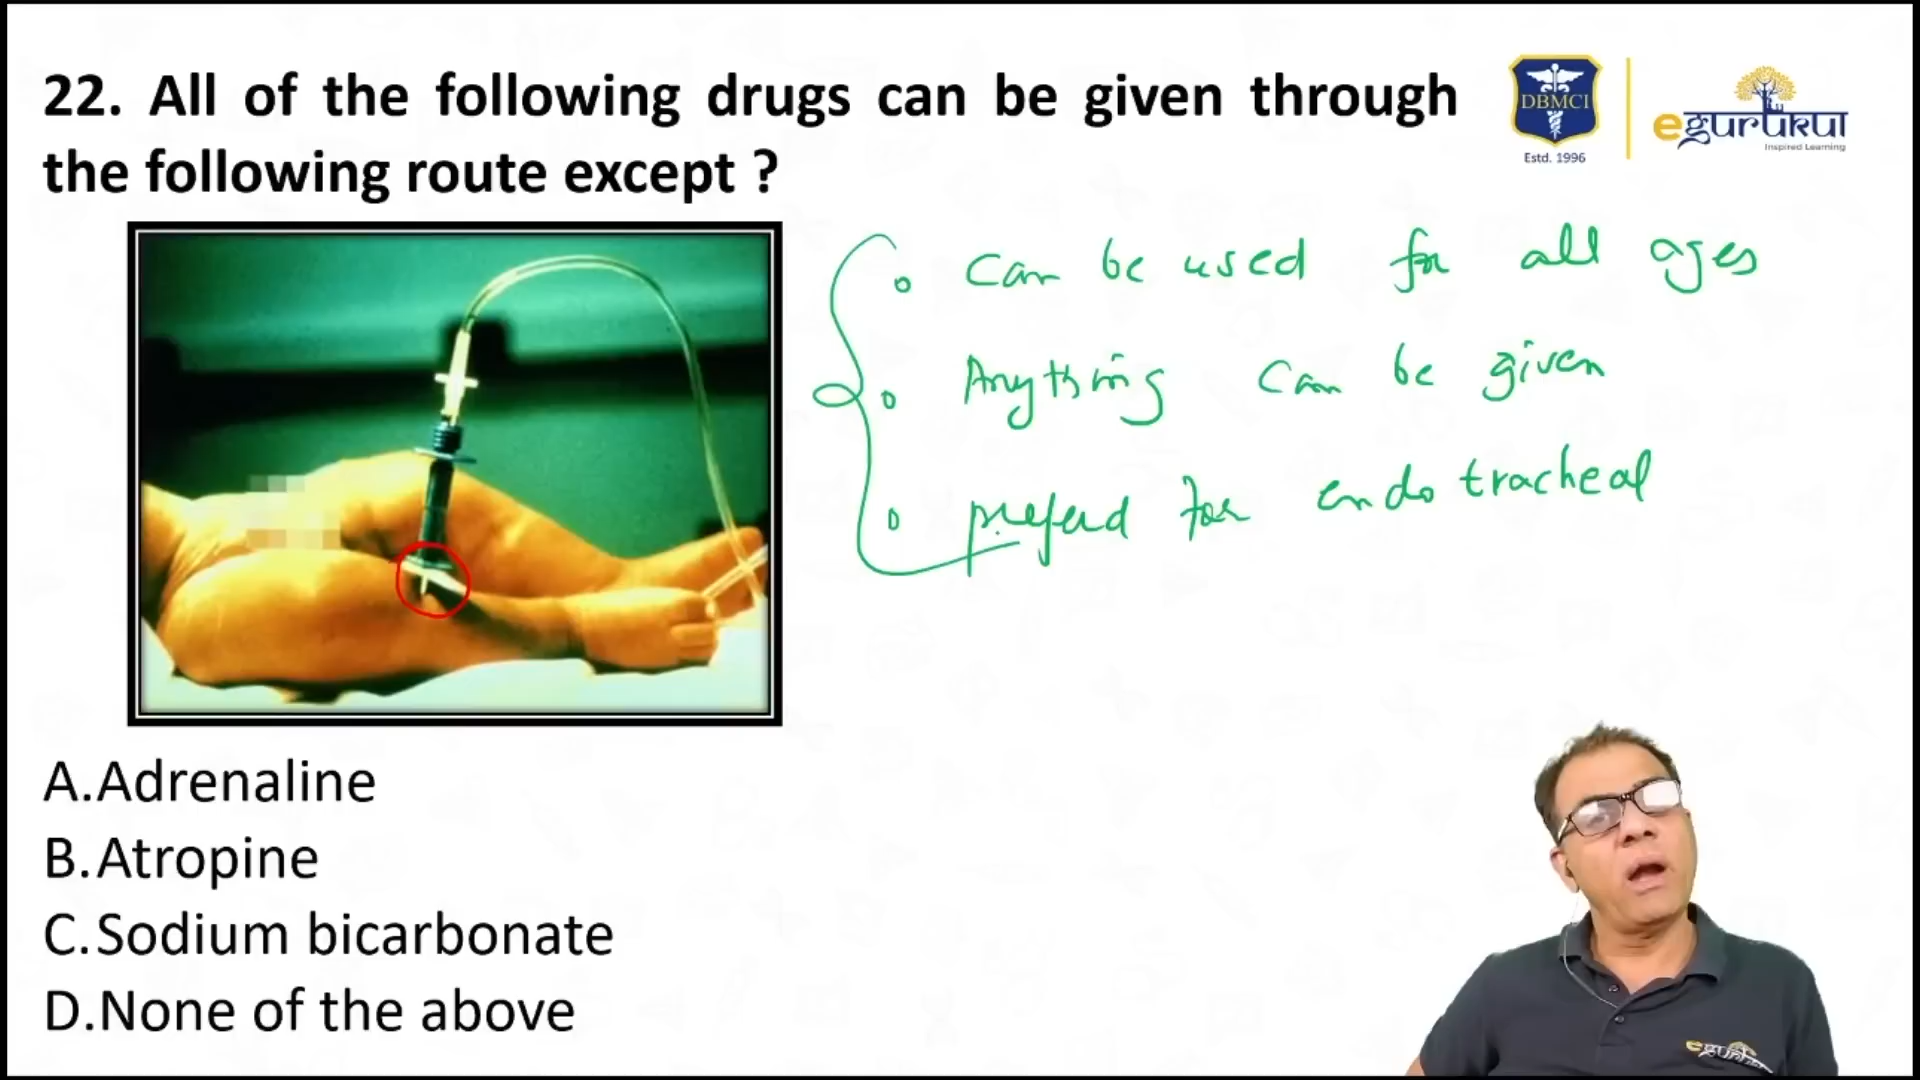 22. All of the following drugs can be given through
the following route except ?
DBMCI
Estd. 1996
egurukul
Inspired Learning
Can be used for all ages
Anything can be given
preferd for endotracheal
A.Adrenaline
B.Atropine
C.Sodium bicarbonate
D.None of the above